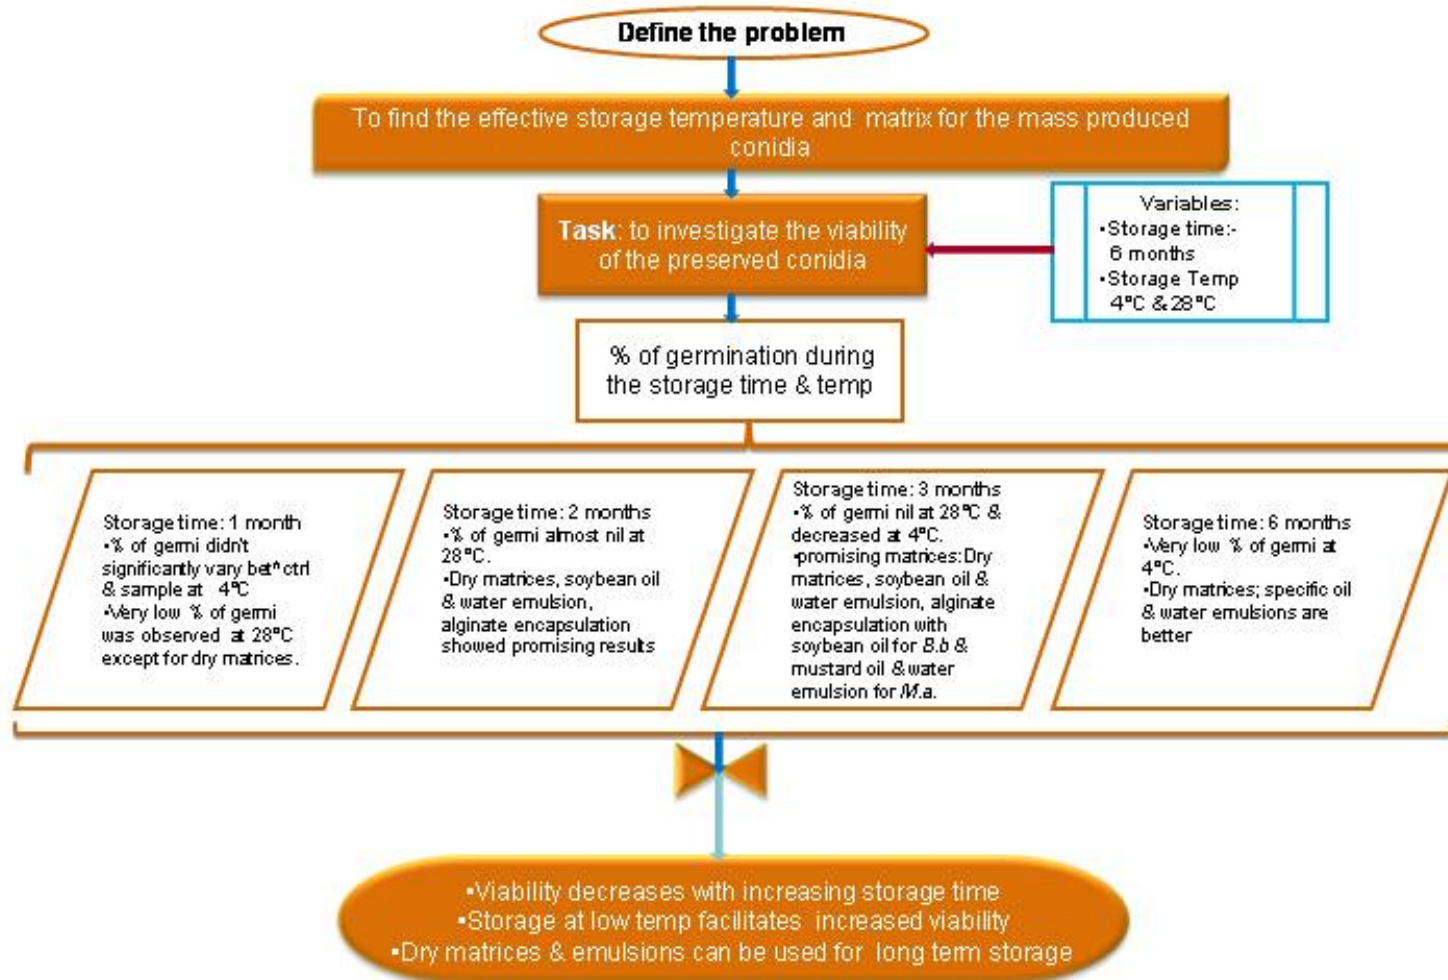 Define the problem
To find the effective storage temperature and matrix for the mass produced
conidia
Task: to investigate the viability
of the preserved conidia
Variables:
•Storage time:-
6 months
•Storage Temp
4°C & 28°C
% of germination during
the storage time & temp
Storage time: 1 month
•% of germi didn't
significantly vary betⁿ ctrl
& sample at 4°C
•Very low % of germi
was observed at 28°C
except for dry matrices.
Storage time: 2 months
•% of germi almost nil at
28°C.
•Dry matrices, soybean oil
& water emulsion,
alginate encapsulation
showed promising results
Storage time: 3 months
•% of germ nil at 28°C &
decreased at 4°C.
•promising matrices: Dry
matrices, soybean oil &
water emulsion, alginate
encapsulation with
soybean oil for B.b &
mustard oil & water
emulsion for M.a.
Storage time: 6 months
•Very low % of germi at
4°C.
•Dry matrices; specific oil
& water emulsions are
better
•Viability decreases with increasing storage time
•Storage at low temp facilitates increased viability
•Dry matrices & emulsions can be used for long term storage